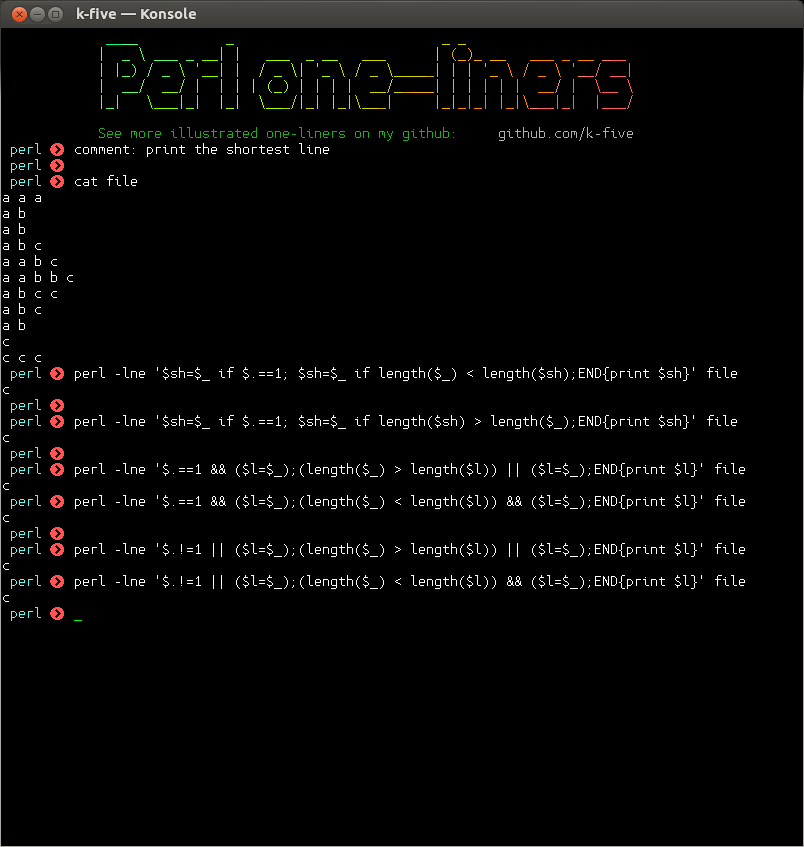 k-five — Konsole
Perl one-liners
See more illustrated one-liners on my github: github.com/k-five
perl comment: print the shortest line
perl
perl cat file
a a a
a b
a b
a b c
a a b c
a a b b c
a b c c
a b c
a b
c
c c c
perl perl -lne '$sh=$_ if $.==1; $sh=$_ if length($_) < length($sh);END{print $sh}' file
c
perl
perl perl -lne '$sh=$_ if $.==1; $sh=$_ if length($sh) > length($_);END{print $sh}' file
c
perl
perl perl -lne '$.==1 && ($l=$_);(length($_) > length($l)) || ($l=$_);END{print $l}' file
c
perl perl -lne '$.==1 && ($l=$_);(length($_) < length($l)) && ($l=$_);END{print $l}' file
c
perl
perl perl -lne '$.!=1 || ($l=$_);(length($_) > length($l)) || ($l=$_);END{print $l}' file
c
perl perl -lne '$.!=1 || ($l=$_);(length($_) < length($l)) && ($l=$_);END{print $l}' file
c
perl _